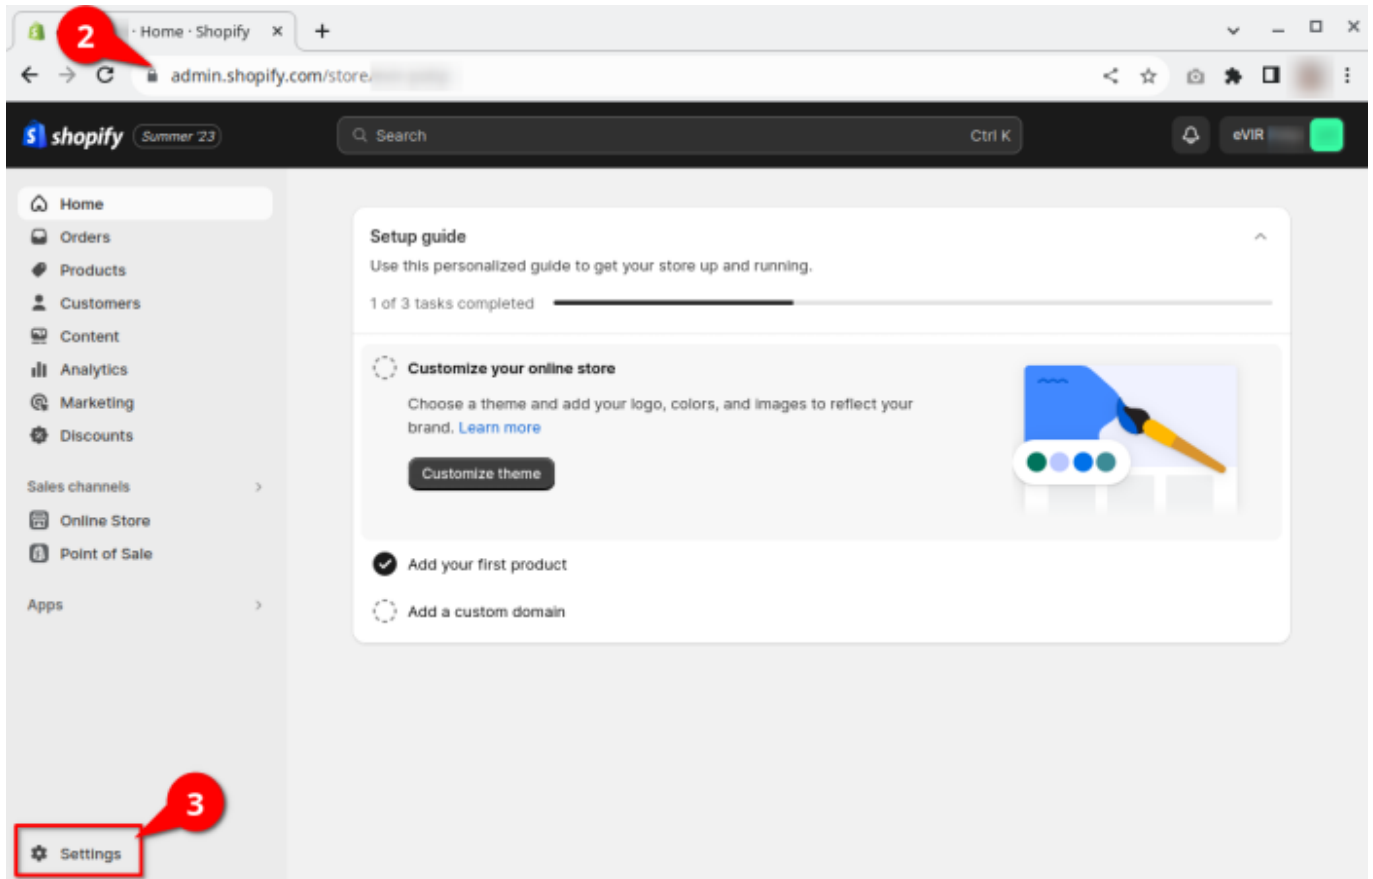 2
· Home · Shopify
admin.shopify.com/store
shopify Summer '23
Search Ctrl K
eVIR
Home
Orders
Products
Customers
Content
Analytics
Marketing
Discounts
Sales channels
Online Store
Point of Sale
Apps
3
Settings
Setup guide
Use this personalized guide to get your store up and running.
1 of 3 tasks completed
Customize your online store
Choose a theme and add your logo, colors, and images to reflect your
brand. Learn more
Customize theme
Add your first product
Add a custom domain